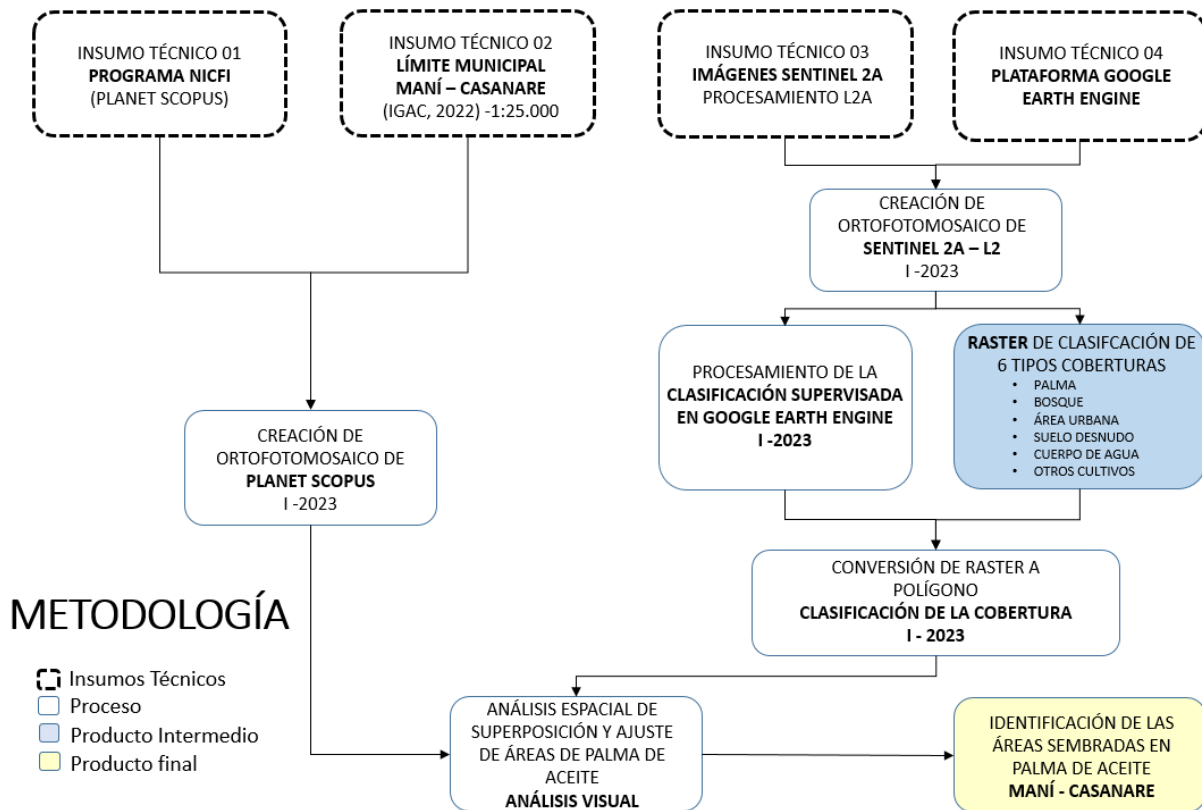 INSUMO TÉCNICO 01
PROGRAMA NICFI
(PLANET SCOPUS)
INSUMO TÉCNICO 02
LÍMITE MUNICIPAL
MANÍ – CASANARE
(IGAC, 2022) -1:25.000
INSUMO TÉCNICO 03
IMÁGENES SENTINEL 2A
PROCESAMIENTO L2A
INSUMO TÉCNICO 04
PLATAFORMA GOOGLE
EARTH ENGINE
CREACIÓN DE
ORTOFOTOMOSAICO DE
SENTINEL 2A – L2
I -2023
PROCESAMIENTO DE LA
CLASIFICACIÓN SUPERVISADA
EN GOOGLE EARTH ENGINE
I -2023
RASTER DE CLASIFCACIÓN DE
6 TIPOS COBERTURAS
• PALMA
• BOSQUE
• ÁREA URBANA
• SUELO DESNUDO
• CUERPO DE AGUA
• OTROS CULTIVOS
CREACIÓN DE
ORTOFOTOMOSAICO DE
PLANET SCOPUS
I -2023
CONVERSIÓN DE RASTER A
POLÍGONO
CLASIFICACIÓN DE LA COBERTURA
I - 2023
METODOLOGÍA
Insumos Técnicos
Proceso
Producto Intermedio
Producto final
ANÁLISIS ESPACIAL DE
SUPERPOSICIÓN Y AJUSTE
DE ÁREAS DE PALMA DE
ACEITE
ANÁLISIS VISUAL
IDENTIFICACIÓN DE LAS
ÁREAS SEMBRADAS EN
PALMA DE ACEITE
MANÍ - CASANARE